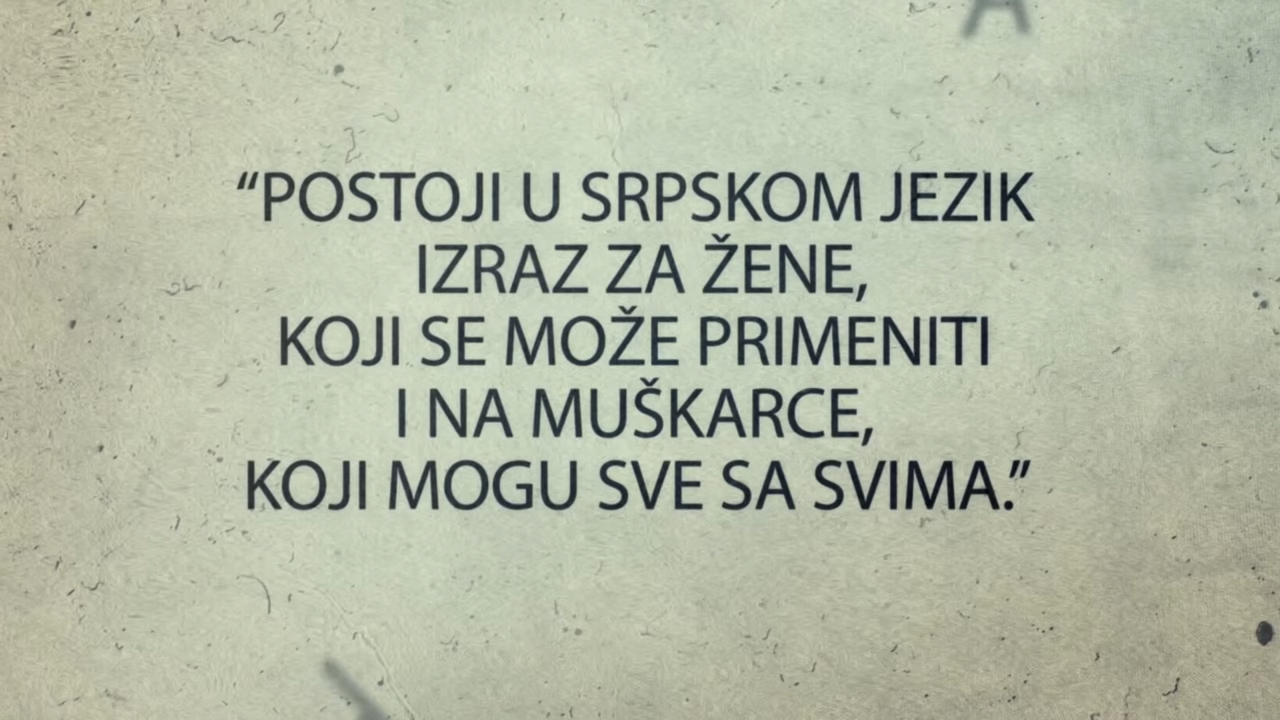 “POSTOJI U SRPSKOM JEZIK
IZRAZ ZA ŽENE,
KOJI SE MOŽE PRIMENITI
I NA MUŠKARCE,
KOJI MOGU SVE SA SVIMA.”